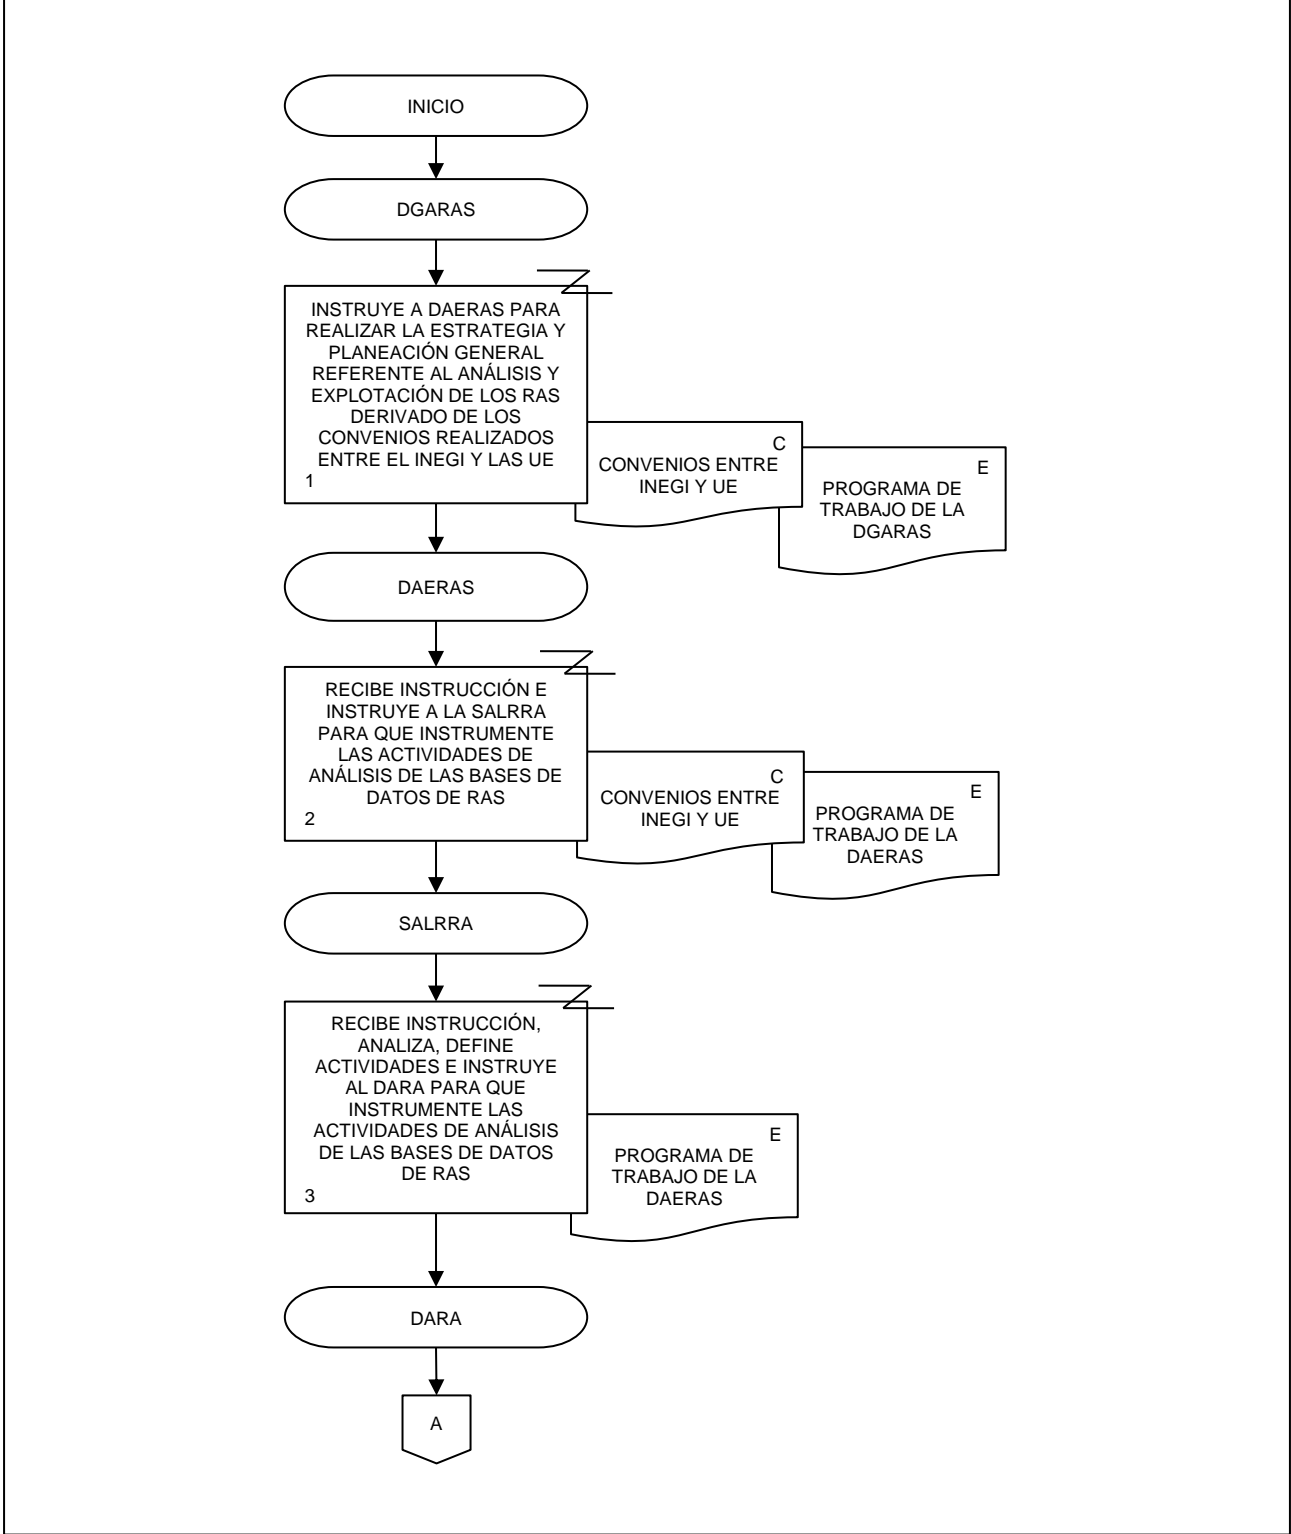 INICIO
DGARAS
INSTRUYE A DAERAS PARA
REALIZAR LA ESTRATEGIA Y
PLANEACIÓN GENERAL
REFERENTE AL ANÁLISIS Y
EXPLOTACIÓN DE LOS RAS
DERIVADO DE LOS
CONVENIOS REALIZADOS
ENTRE EL INEGI Y LAS UE
1
C
CONVENIOS ENTRE
INEGI Y UE
E
PROGRAMA DE
TRABAJO DE LA
DGARAS
DAERAS
RECIBE INSTRUCCIÓN E
INSTRUYE A LA SALRRA
PARA QUE INSTRUMENTE
LAS ACTIVIDADES DE
ANÁLISIS DE LAS BASES DE
DATOS DE RAS
2
C
CONVENIOS ENTRE
INEGI Y UE
E
PROGRAMA DE
TRABAJO DE LA
DAERAS
SALRRA
RECIBE INSTRUCCIÓN,
ANALIZA, DEFINE
ACTIVIDADES E INSTRUYE
AL DARA PARA QUE
INSTRUMENTE LAS
ACTIVIDADES DE ANÁLISIS
DE LAS BASES DE DATOS
DE RAS
3
E
PROGRAMA DE
TRABAJO DE LA
DAERAS
DARA
A